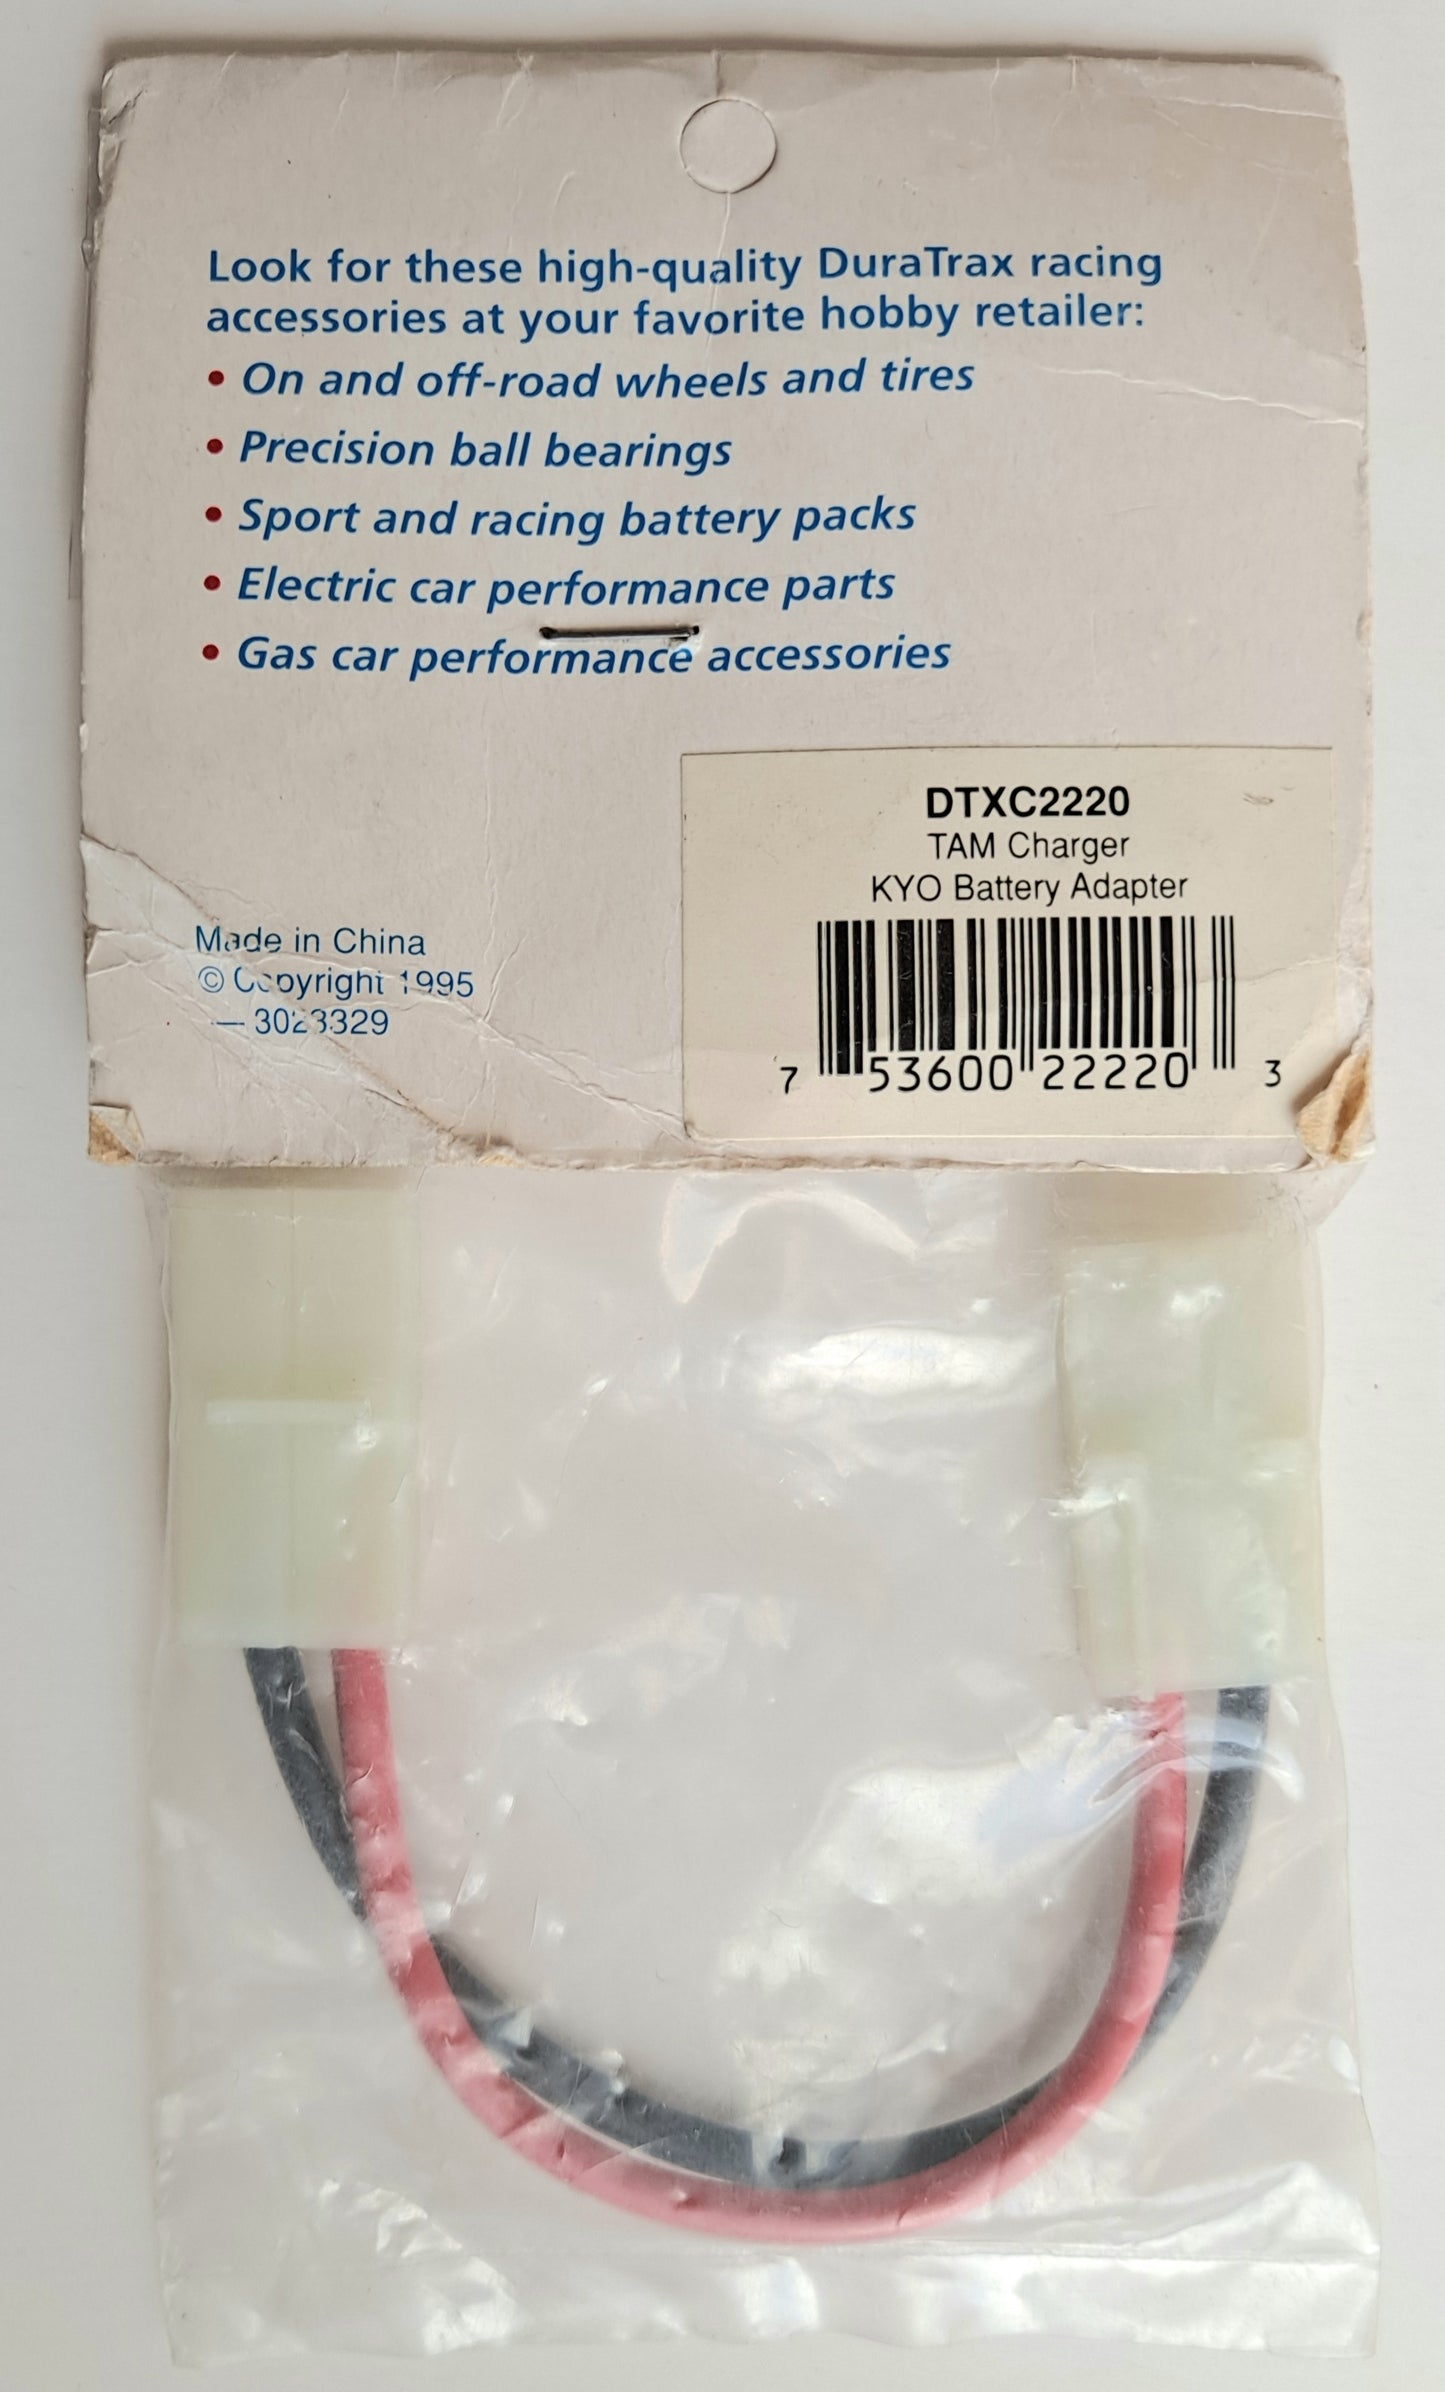 Look for these high-quality DuraTrax racing
accessories at your favorite hobby retailer:
• On and off-road wheels and tires
• Precision ball bearings
• Sport and racing battery packs
• Electric car performance parts
• Gas car performance accessories
DTXC2220
TAM Charger
KYO Battery Adapter
7 53600 22220 3
Made in China
© Copyright 1995
— 3023329